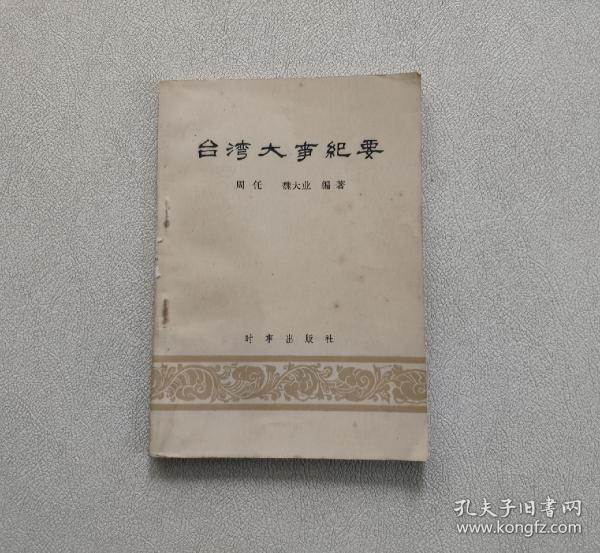 台湾大事紀要
周任 魏大业 编著
时事出版社
孔夫子旧书网
www.kongfz.com